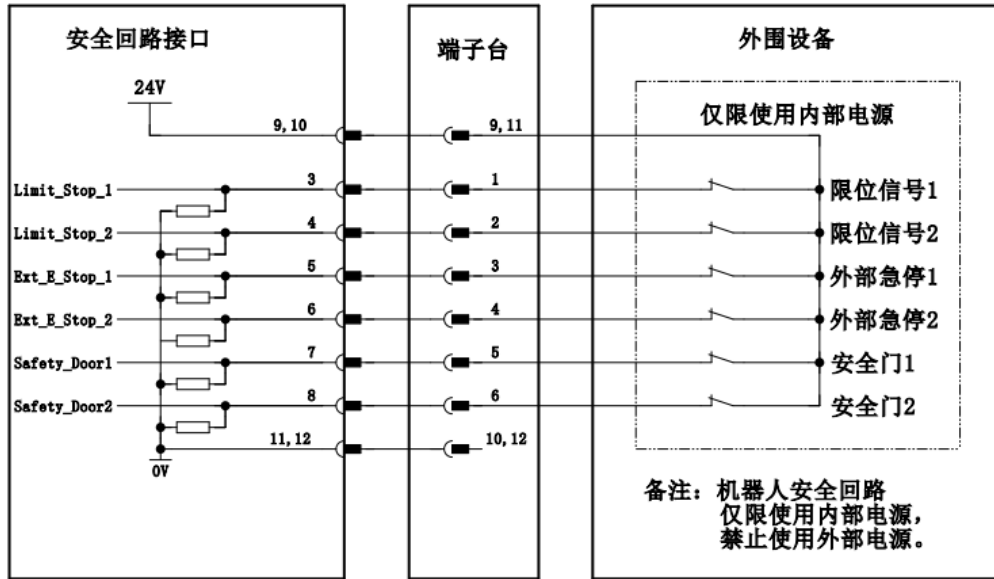 安全回路接口
端子台
外围设备
24V
仅限使用内部电源
9,10
9,11
Limit_Stop_1
3
1
限位信号1
Limit_Stop_2
4
2
限位信号2
Ext_E_Stop_1
5
3
外部急停1
Ext_E_Stop_2
6
4
外部急停2
Safety_Door1
7
5
安全门1
Safety_Door2
8
6
安全门2
11,12
10,12
0V
备注：机器人安全回路
仅限使用内部电源，
禁止使用外部电源。